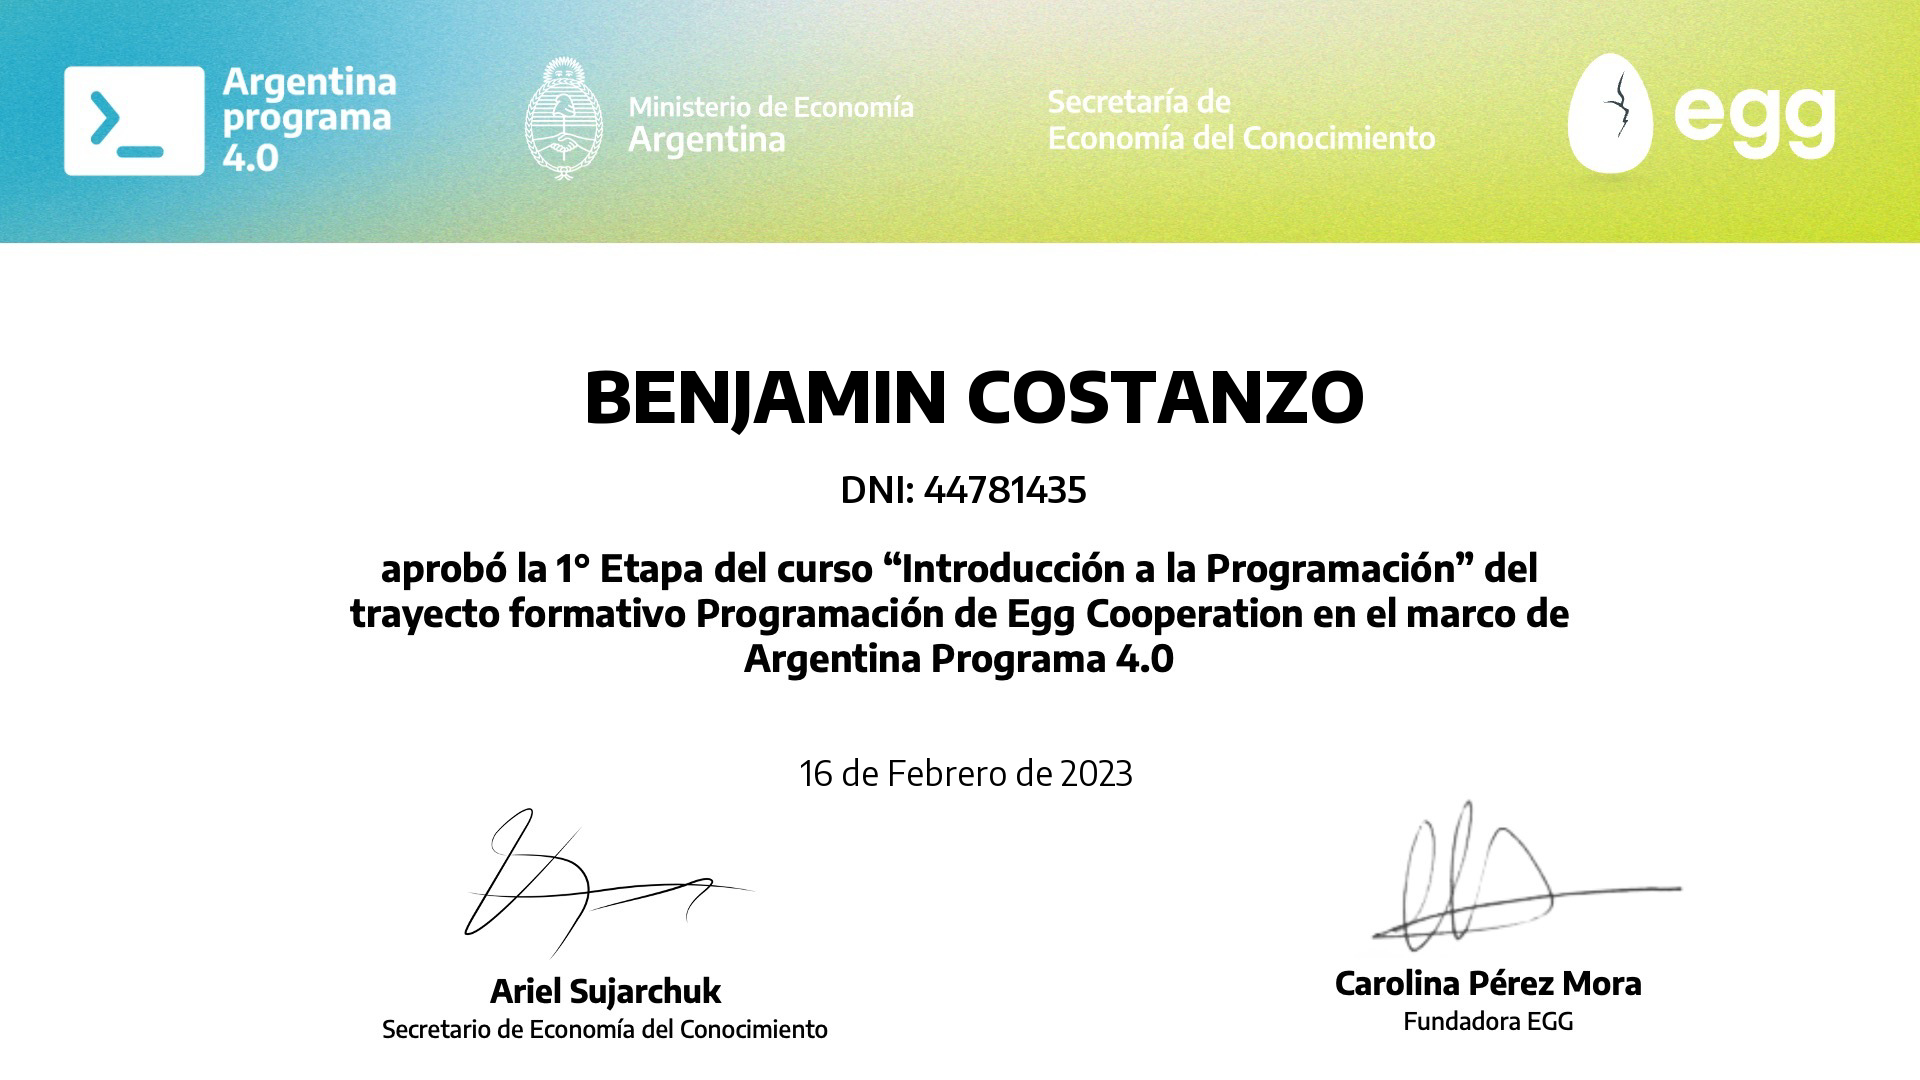 Argentina
programa
4.0
Ministerio de Economía
Argentina
Secretaría de
Economía del Conocimiento
egg
BENJAMIN COSTANZO
DNI: 44781435
aprobó la 1° Etapa del curso “Introducción a la Programación” del
trayecto formativo Programación de Egg Cooperation en el marco de
Argentina Programa 4.0
16 de Febrero de 2023
Ariel Sujarchuk
Secretario de Economía del Conocimiento
Carolina Pérez Mora
Fundadora EGG